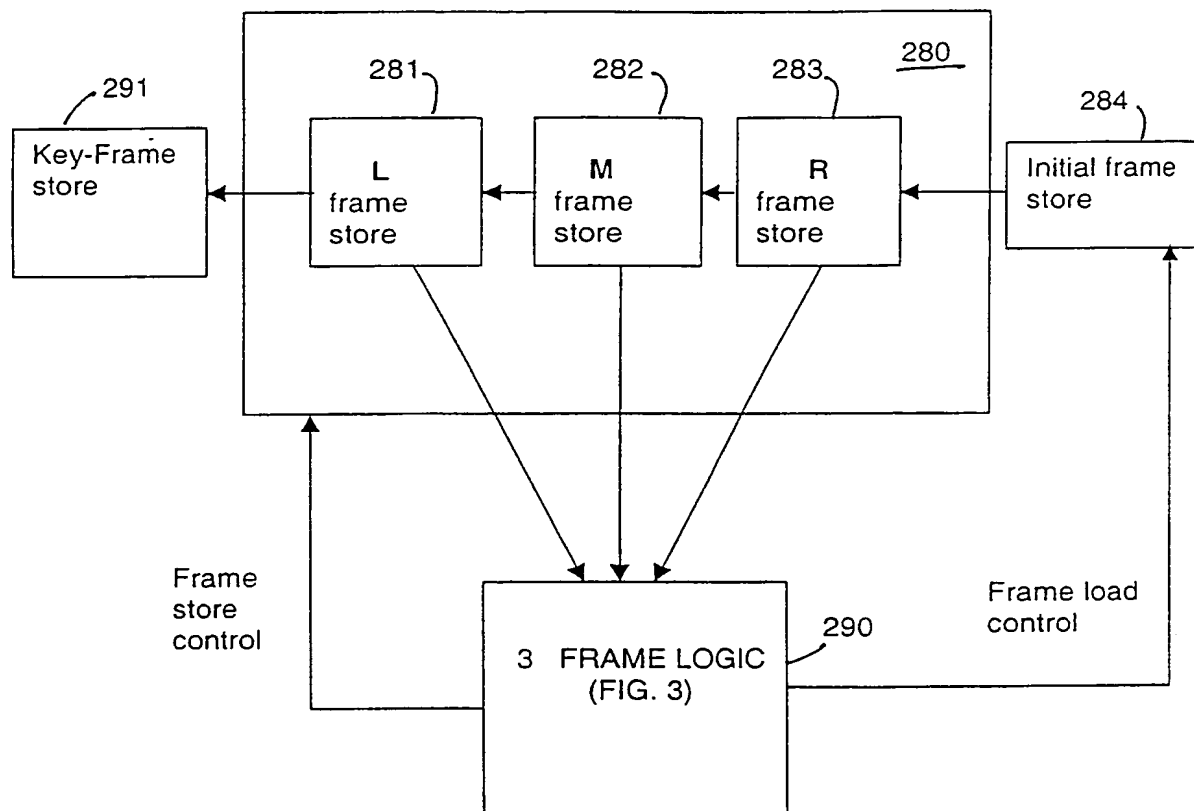 280
281
282
283
291
284
Key-Frame
store
L
frame
store
M
frame
store
R
frame
store
Initial frame
store
Frame
store
control
Frame load
control
290
3 FRAME LOGIC
(FIG. 3)